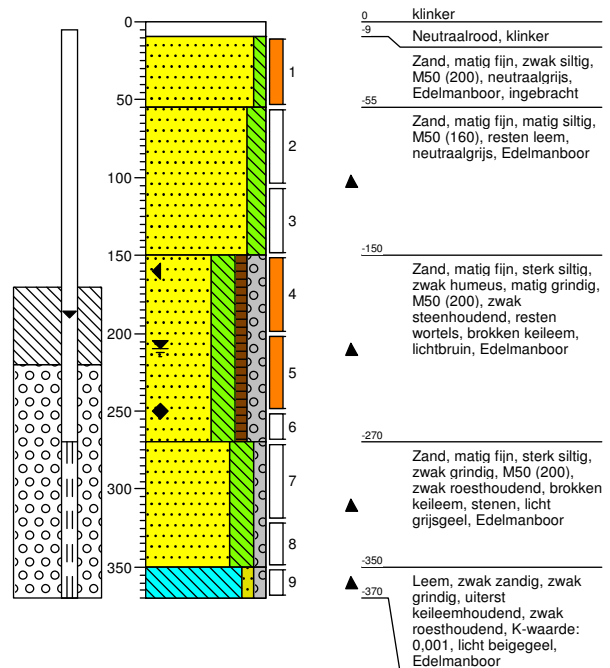 0
50
100
150
200
250
300
350
1
2
3
4
5
6
7
8
9
0
klinker
-9
Neutraalrood, klinker
Zand, matig fijn, zwak siltig,
M50 (200), neutraalgrijs,
Edelmanboor, ingebracht
-55
Zand, matig fijn, matig siltig,
M50 (160), resten leem,
neutraalgrijs, Edelmanboor
-150
Zand, matig fijn, sterk siltig,
zwak humeus, matig grindig,
M50 (200), zwak
steenhoudend, resten
wortels, brokken keileem,
lichtbruin, Edelmanboor
-270
Zand, matig fijn, sterk siltig,
zwak grindig, M50 (200),
zwak roesthoudend, brokken
keileem, stenen, licht
grijsgeel, Edelmanboor
-350
Leem, zwak zandig, zwak
grindig, uiterst
keileemhoudend, zwak
roesthoudend, K-waarde:
0,001, licht beigegeel,
Edelmanboor
-370